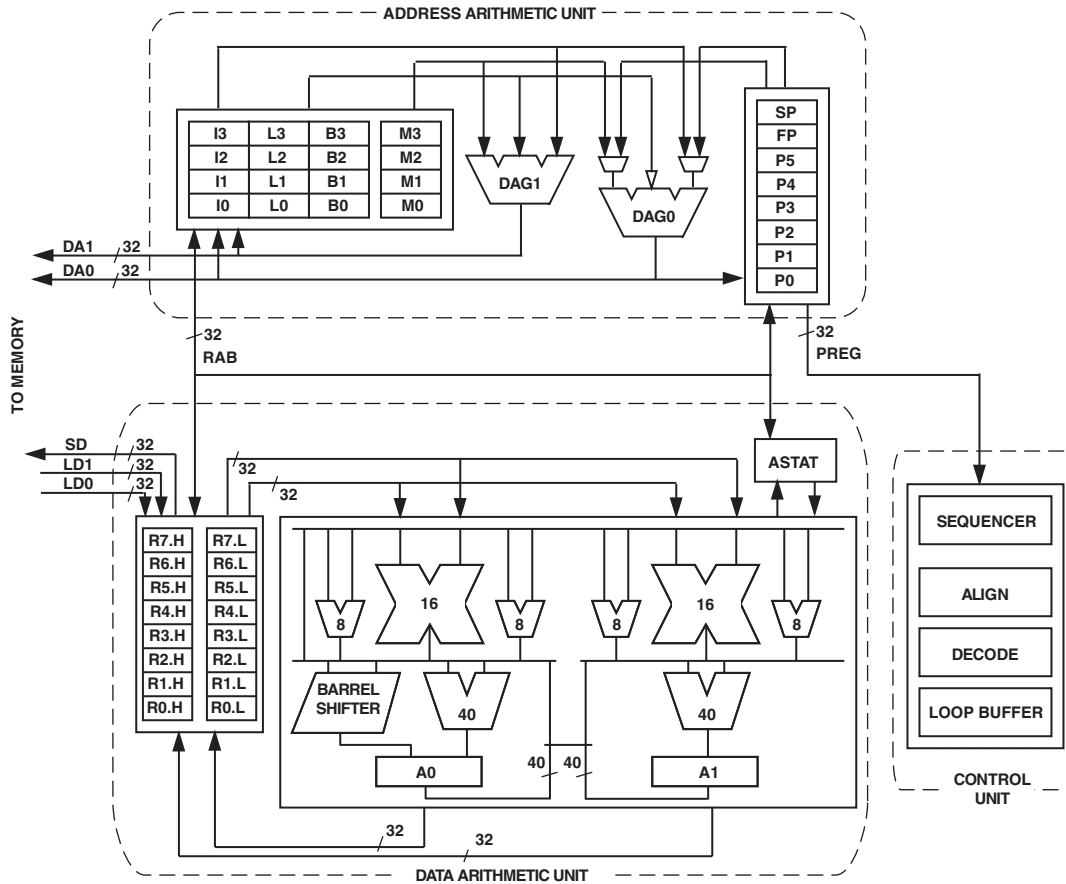 ADDRESS ARITHMETIC UNIT
I3 L3 B3 M3
I2 L2 B2 M2
I1 L1 B1 M1
I0 L0 B0 M0
DAG1
DAG0
SP
FP
P5
P4
P3
P2
P1
P0
DA1 32
DA0 32
TO MEMORY
32
RAB
32
PREG
SD 32
LD1 32
LD0 32
32
32
ASTAT
R7.H R7.L
R6.H R6.L
R5.H R5.L
R4.H R4.L
R3.H R3.L
R2.H R2.L
R1.H R1.L
R0.H R0.L
16
16
8
8
8
8
BARREL
SHIFTER
40
40
A0
40
40
A1
32
32
DATA ARITHMETIC UNIT
SEQUENCER
ALIGN
DECODE
LOOP BUFFER
CONTROL
UNIT